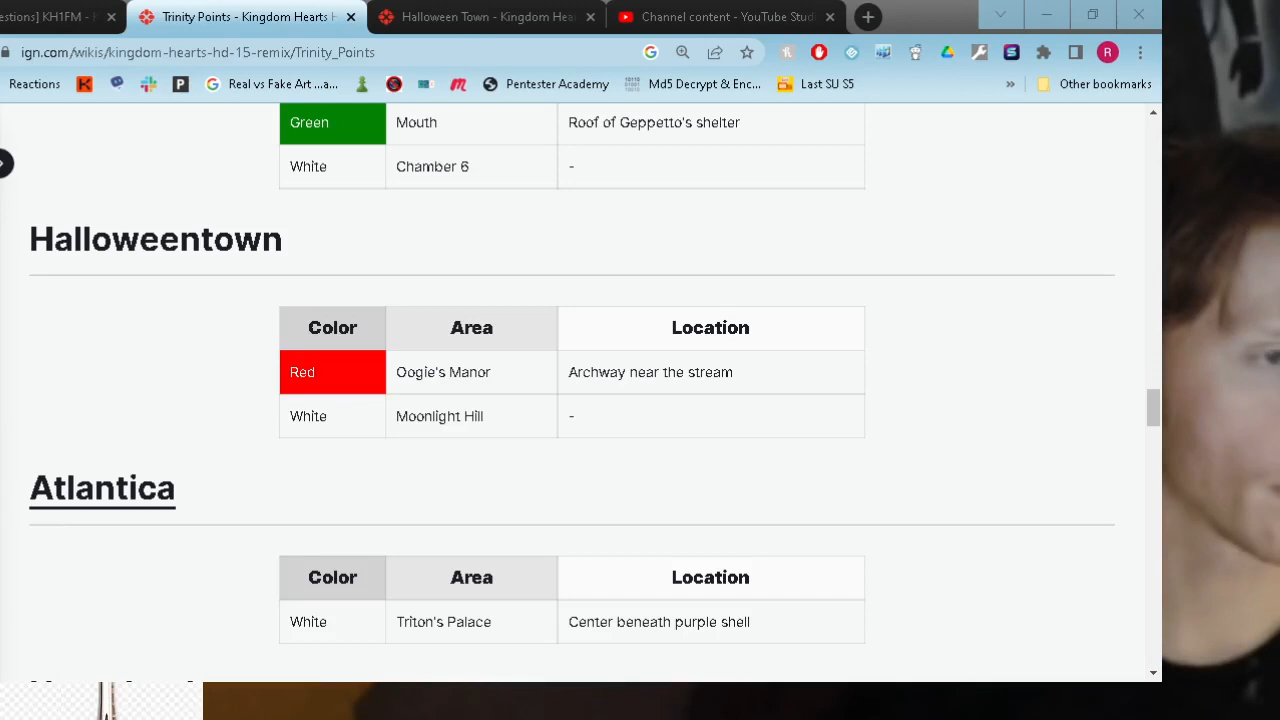 estions] KH1FM - F
Trinity Points - Kingdom Hearts H
Halloween Town - Kingdom Hear
Channel content - YouTube Studi
ign.com/wikis/kingdom-hearts-hd-15-remix/Trinity_Points
R
Reactions
Real vs Fake Art ...a...
Pentester Academy
Md5 Decrypt & Enc...
Last SU S5
»
Other bookmarks
Green Mouth Roof of Geppetto's shelter
White Chamber 6 -
Halloweentown
Color Area Location
Red Oogie's Manor Archway near the stream
White Moonlight Hill -
Atlantica
Color Area Location
White Triton's Palace Center beneath purple shell